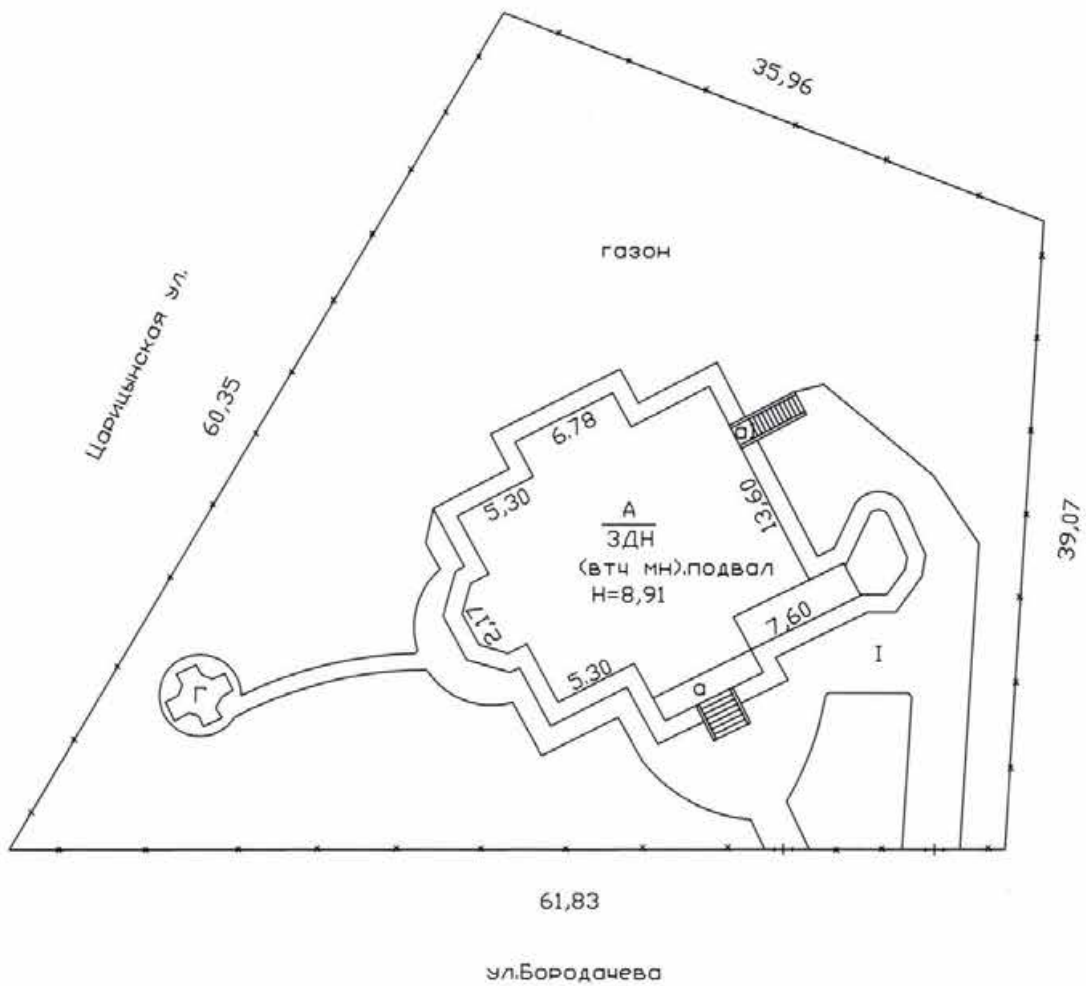 35,96
газон
Царицынская ул.
60,35
39,07
6.78
5,30
13,60
А
3ДН
(втч мн).подвал
Н=8,91
2,17
7,60
5.30
I
Г
а
61,83
ул.Бородачева